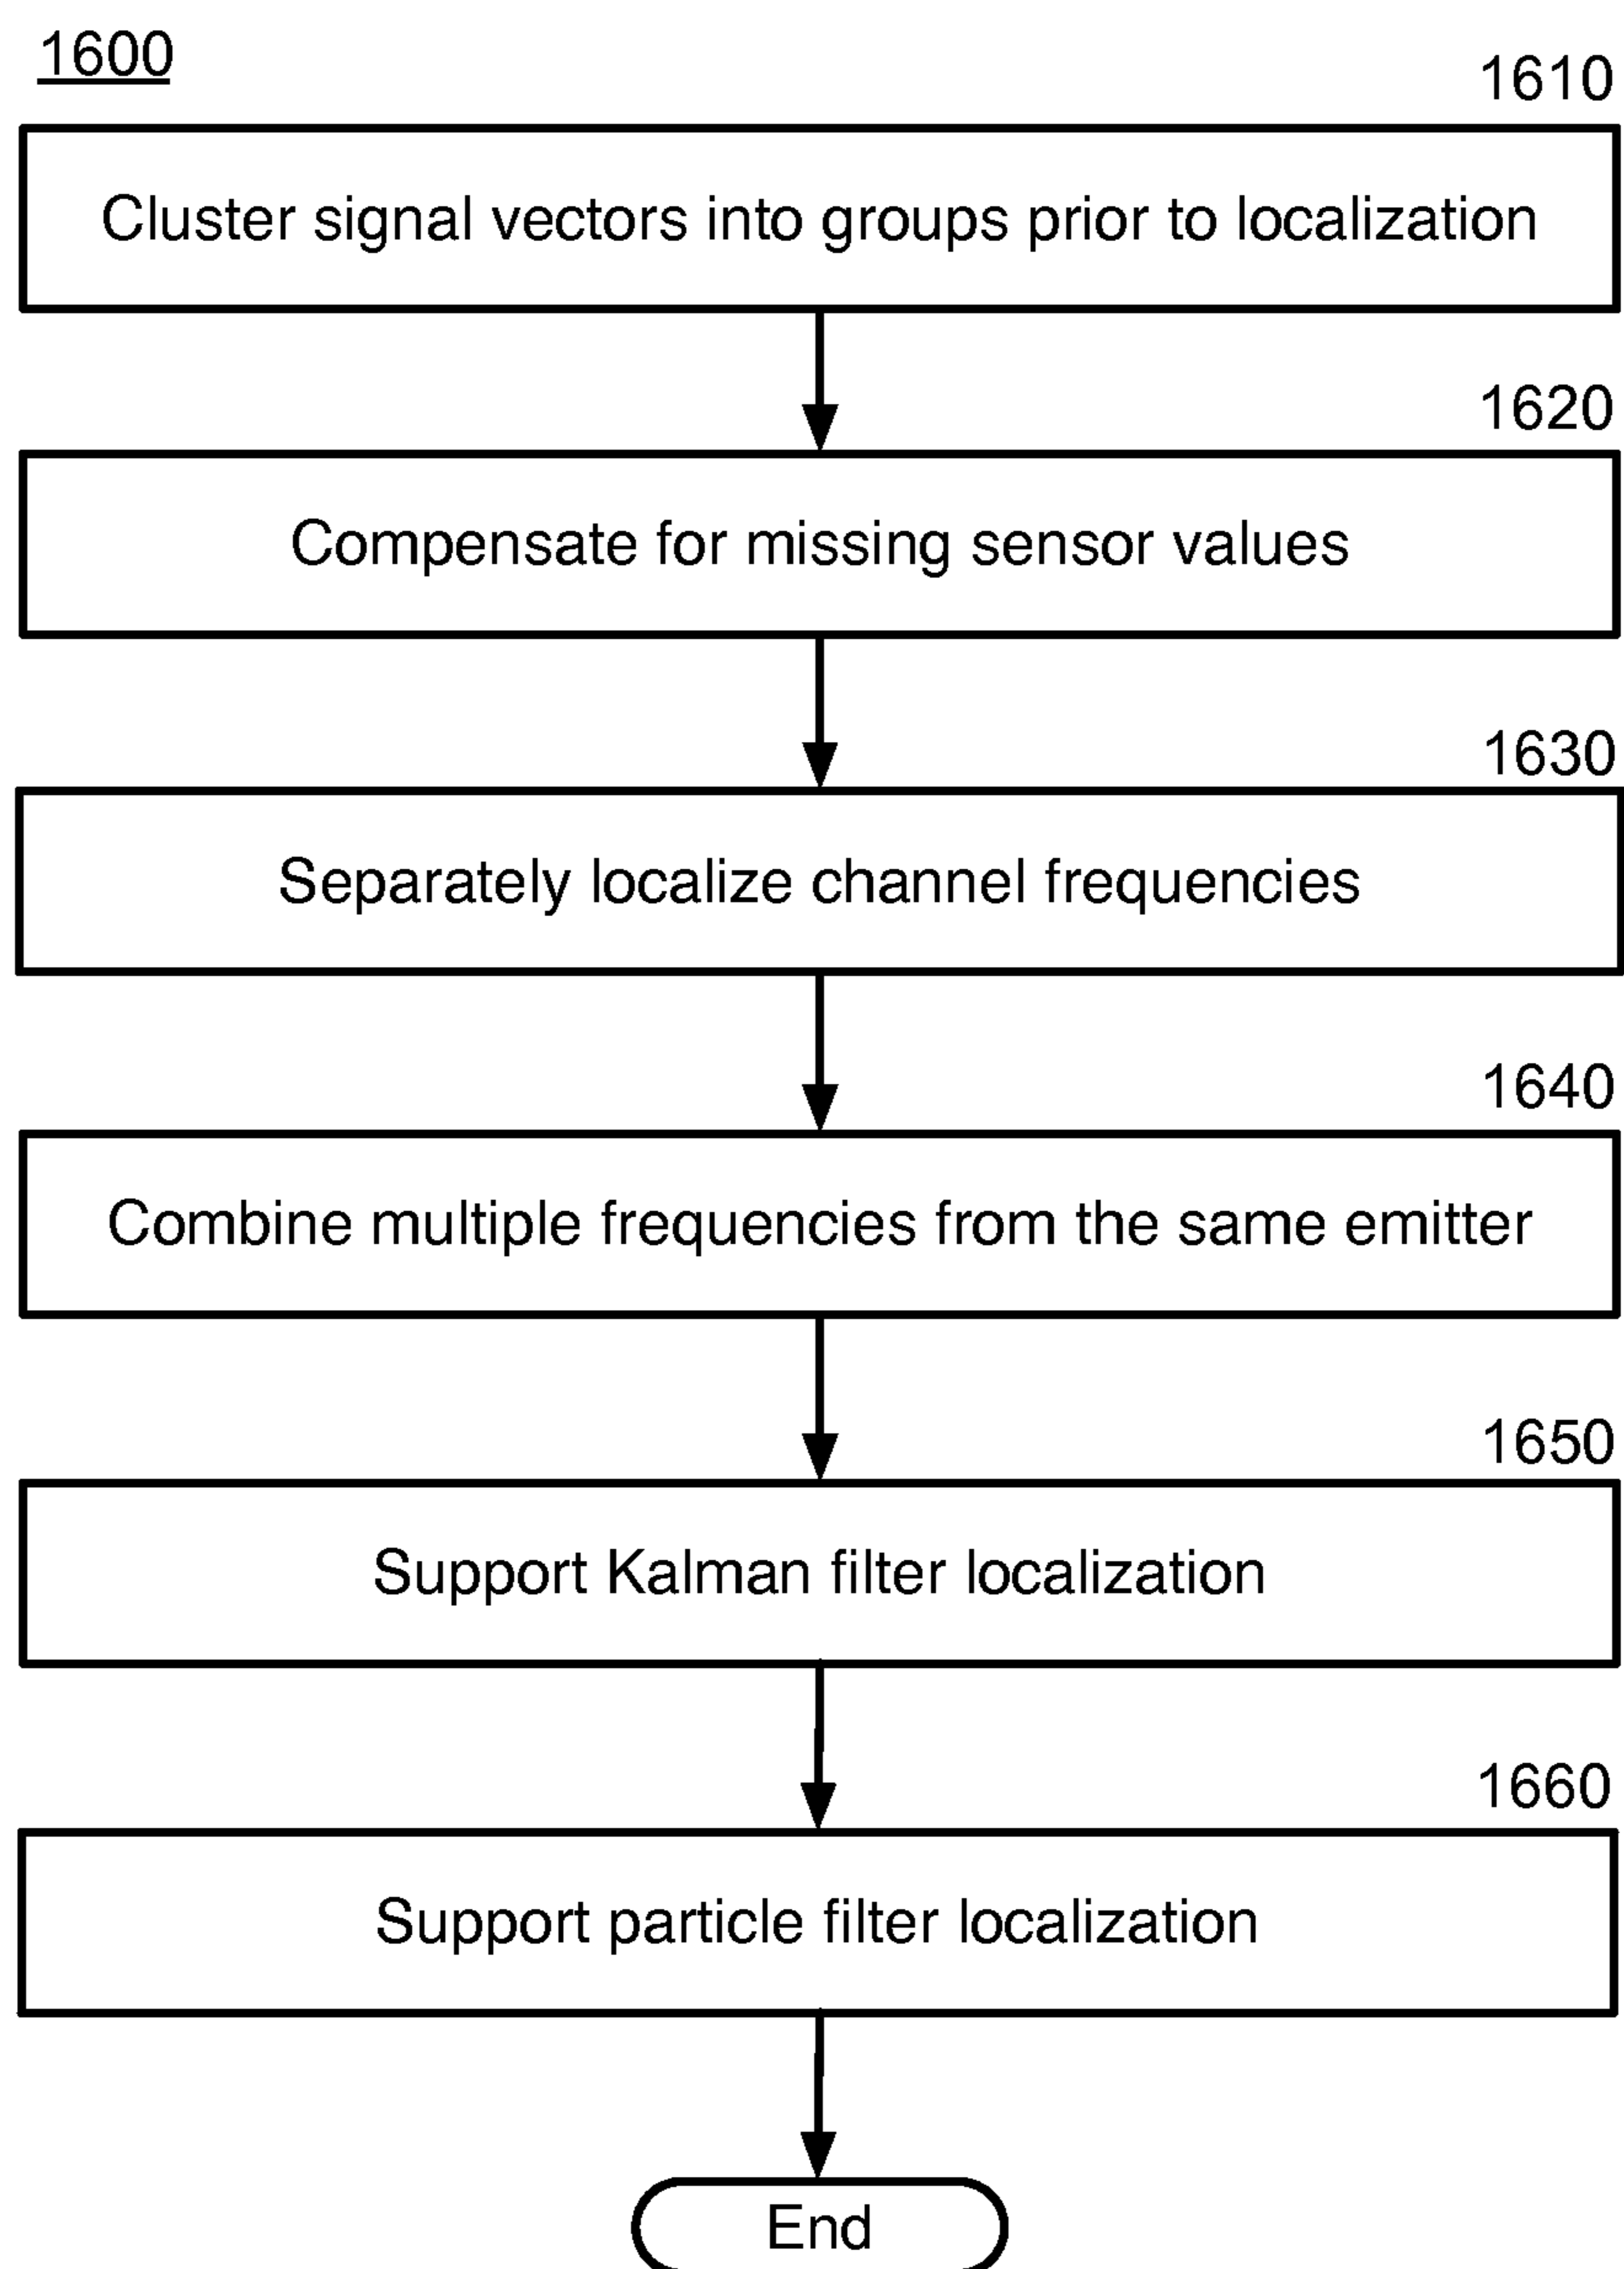 1600
1610
Cluster signal vectors into groups prior to localization
1620
Compensate for missing sensor values
1630
Separately localize channel frequencies
1640
Combine multiple frequencies from the same emitter
1650
Support Kalman filter localization
1660
Support particle filter localization
End